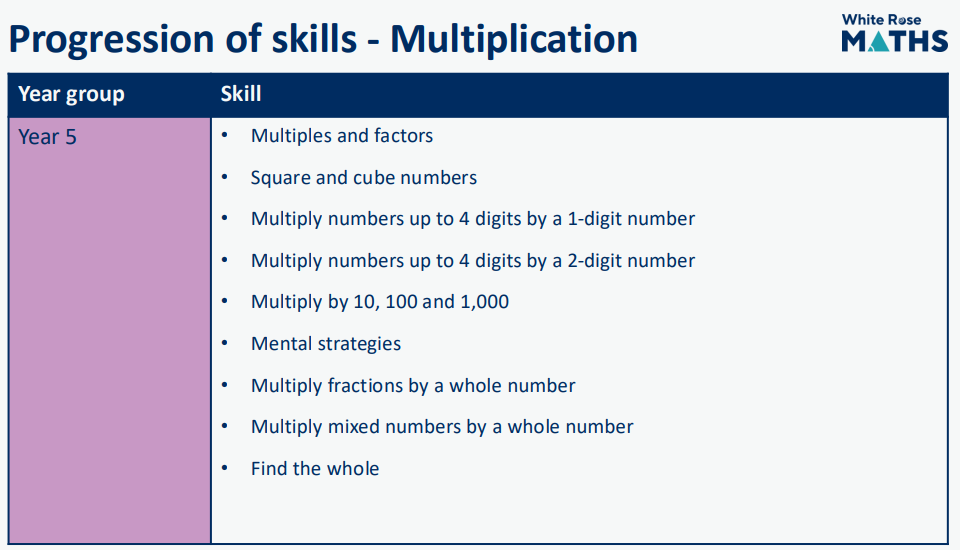 Progression of skills - Multiplication
White Rose
MATHS
Year group
Skill
Year 5
• Multiples and factors
• Square and cube numbers
• Multiply numbers up to 4 digits by a 1-digit number
• Multiply numbers up to 4 digits by a 2-digit number
• Multiply by 10, 100 and 1,000
• Mental strategies
• Multiply fractions by a whole number
• Multiply mixed numbers by a whole number
• Find the whole